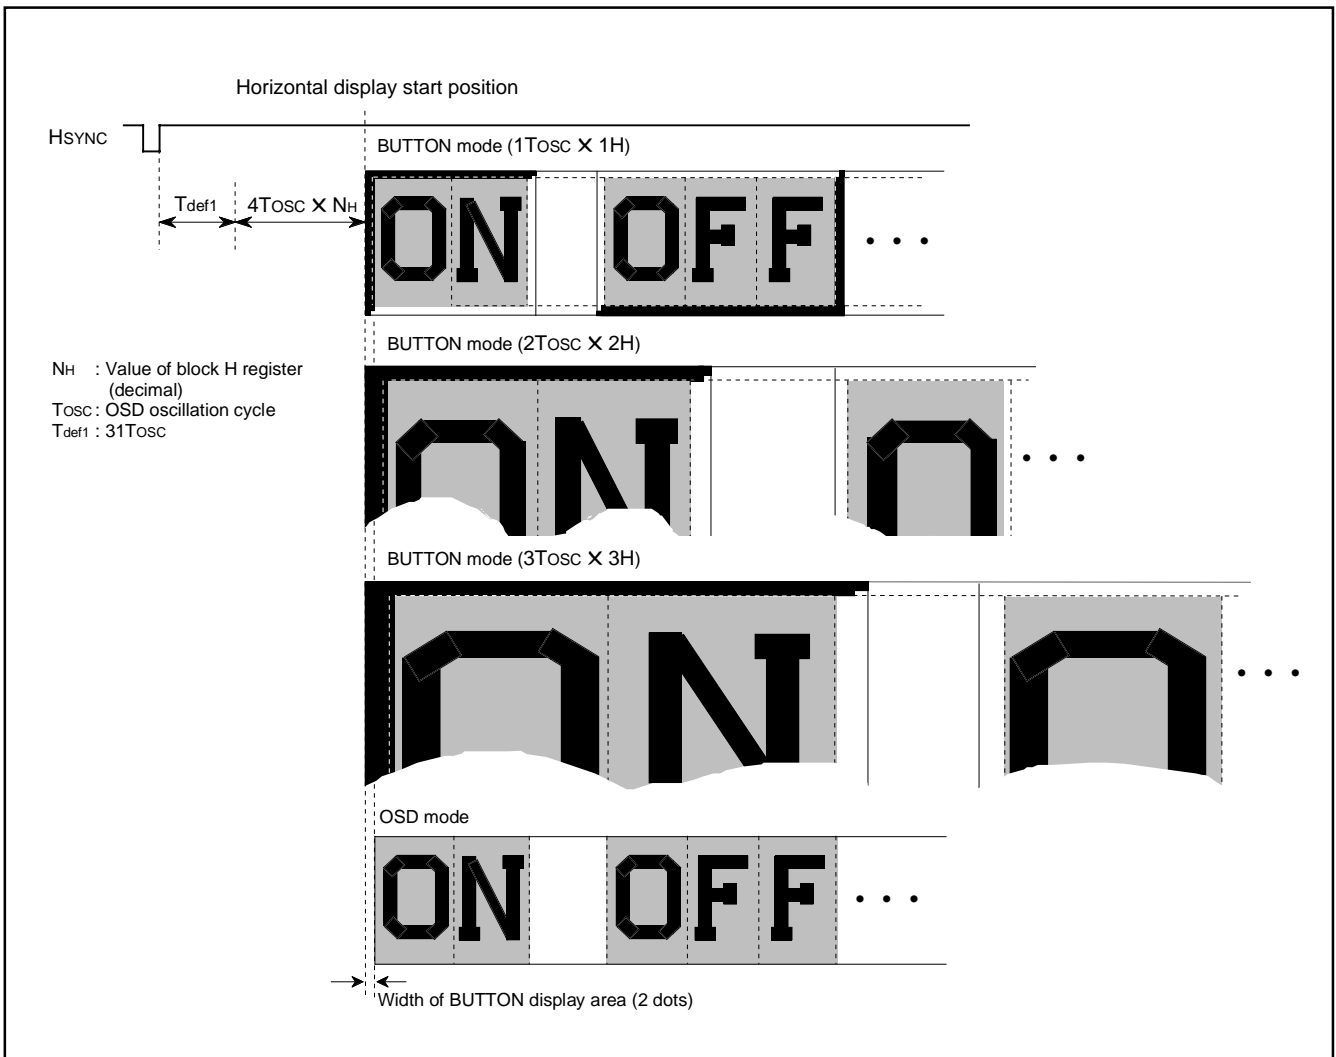 Horizontal display start position
HSYNC
BUTTON mode (1TOSC X 1H)
Tdef1
4TOSC X NH
ON OFF • • •
BUTTON mode (2TOSC X 2H)
NH : Value of block H register
(decimal)
TOSC : OSD oscillation cycle
Tdef1 : 31TOSC
ON O • • •
BUTTON mode (3TOSC X 3H)
ON O • • •
OSD mode
ON OFF • • •
Width of BUTTON display area (2 dots)